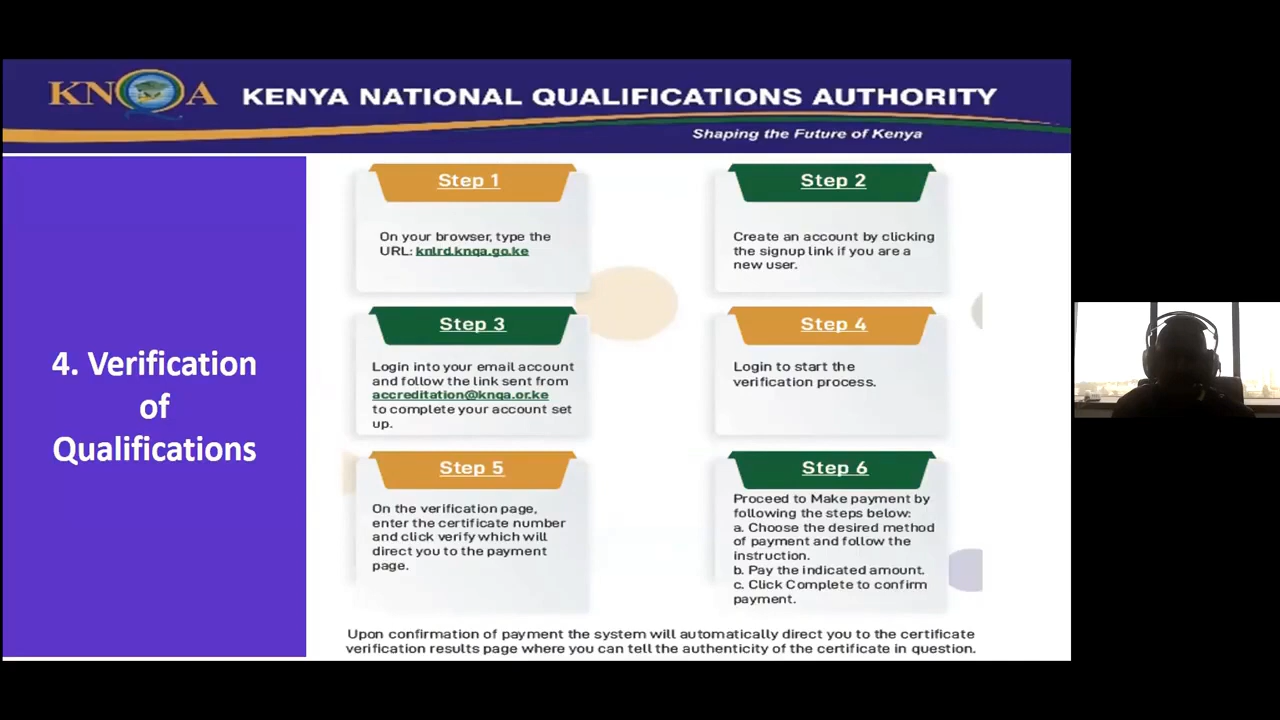 KNQA
KENYA NATIONAL QUALIFICATIONS AUTHORITY
Shaping the Future of Kenya
4. Verification
of
Qualifications
Step 1
On your browser, type the
URL: knlrd.knqa.go.ke
Step 2
Create an account by clicking
the signup link if you are a
new user.
Step 3
Login into your email account
and follow the link sent from
accreditation@knqa.or.ke
to complete your account set
up.
Step 4
Login to start the
verification process.
Step 5
On the verification page,
enter the certificate number
and click verify which will
direct you to the payment
page.
Step 6
Proceed to Make payment by
following the steps below:
a. Choose the desired method
of payment and follow the
instruction.
b. Pay the indicated amount.
c. Click Complete to confirm
payment.
Upon confirmation of payment the system will automatically direct you to the certificate
verification results page where you can tell the authenticity of the certificate in question.